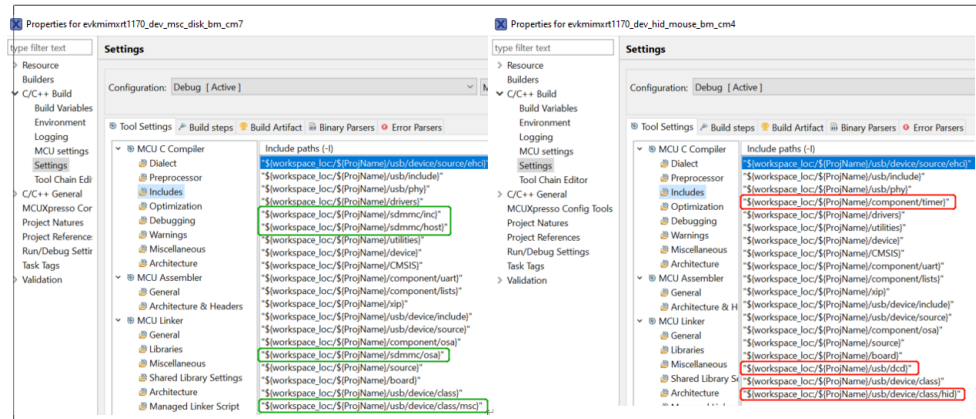 Properties for evkmimxrt1170_dev_msc_disk_bm_cm7
type filter text
Settings
Resource
Builders
C/C++ Build
Build Variables
Environment
Logging
MCU settings
Settings
Tool Chain Edi
C/C++ General
MCUXpresso Cor
Project Natures
Project Reference:
Run/Debug Settir
Task Tags
Validation
Configuration: Debug [ Active ]
Tool Settings Build steps Build Artifact Binary Parsers Error Parsers
MCU C Compiler
Dialect
Preprocessor
Includes
Optimization
Debugging
Warnings
Miscellaneous
Architecture
MCU Assembler
General
Architecture & Headers
MCU Linker
General
Libraries
Miscellaneous
Shared Library Settings
Architecture
Managed Linker Script
Include paths (-I)
"${workspace_loc:/${ProjName}/usb/device/source/ehci}"
"${workspace_loc:/${ProjName}/usb/include}"
"${workspace_loc:/${ProjName}/usb/phy}"
"${workspace_loc:/${ProjName}/drivers}"
"${workspace_loc:/${ProjName}/sdmmc/inc}"
"${workspace_loc:/${ProjName}/sdmmc/host}"
"${workspace_loc:/${ProjName}/utilities}"
"${workspace_loc:/${ProjName}/device}"
"${workspace_loc:/${ProjName}/CMSIS}"
"${workspace_loc:/${ProjName}/component/uart}"
"${workspace_loc:/${ProjName}/component/lists}"
"${workspace_loc:/${ProjName}/xip}"
"${workspace_loc:/${ProjName}/usb/device/include}"
"${workspace_loc:/${ProjName}/usb/device/source}"
"${workspace_loc:/${ProjName}/component/osa}"
"${workspace_loc:/${ProjName}/sdmmc/osa}"
"${workspace_loc:/${ProjName}/source}"
"${workspace_loc:/${ProjName}/board}"
"${workspace_loc:/${ProjName}/usb/device/class}"
"${workspace_loc:/${ProjName}/usb/device/class/msc}"
Properties for evkmimxrt1170_dev_hid_mouse_bm_cm4
type filter text
Settings
Resource
Builders
C/C++ Build
Build Variables
Environment
Logging
MCU settings
Settings
Tool Chain Editor
C/C++ General
MCUXpresso Config Tools
Project Natures
Project References
Run/Debug Settings
Task Tags
Validation
Configuration: Debug [ Active ]
Tool Settings Build steps Build Artifact Binary Parsers Error Parsers
MCU C Compiler
Dialect
Preprocessor
Includes
Optimization
Debugging
Warnings
Miscellaneous
Architecture
MCU Assembler
General
Architecture & H
MCU Linker
General
Libraries
Miscellaneous
Shared Library Se
Architecture
Include paths (-I)
"${workspace_loc:/${ProjName}/usb/device/source/ehci}"
"${workspace_loc:/${ProjName}/usb/include}"
"${workspace_loc:/${ProjName}/usb/phy}"
"${workspace_loc:/${ProjName}/component/timer}"
"${workspace_loc:/${ProjName}/drivers}"
"${workspace_loc:/${ProjName}/utilities}"
"${workspace_loc:/${ProjName}/device}"
"${workspace_loc:/${ProjName}/CMSIS}"
"${workspace_loc:/${ProjName}/component/uart}"
"${workspace_loc:/${ProjName}/component/lists}"
"${workspace_loc:/${ProjName}/xip}"
"${workspace_loc:/${ProjName}/usb/device/include}"
"${workspace_loc:/${ProjName}/usb/device/source}"
"${workspace_loc:/${ProjName}/component/osa}"
"${workspace_loc:/${ProjName}/source}"
"${workspace_loc:/${ProjName}/board}"
"${workspace_loc:/${ProjName}/usb/dcd}"
"${workspace_loc:/${ProjName}/usb/device/class}"
"${workspace_loc:/${ProjName}/usb/device/class/hid}"